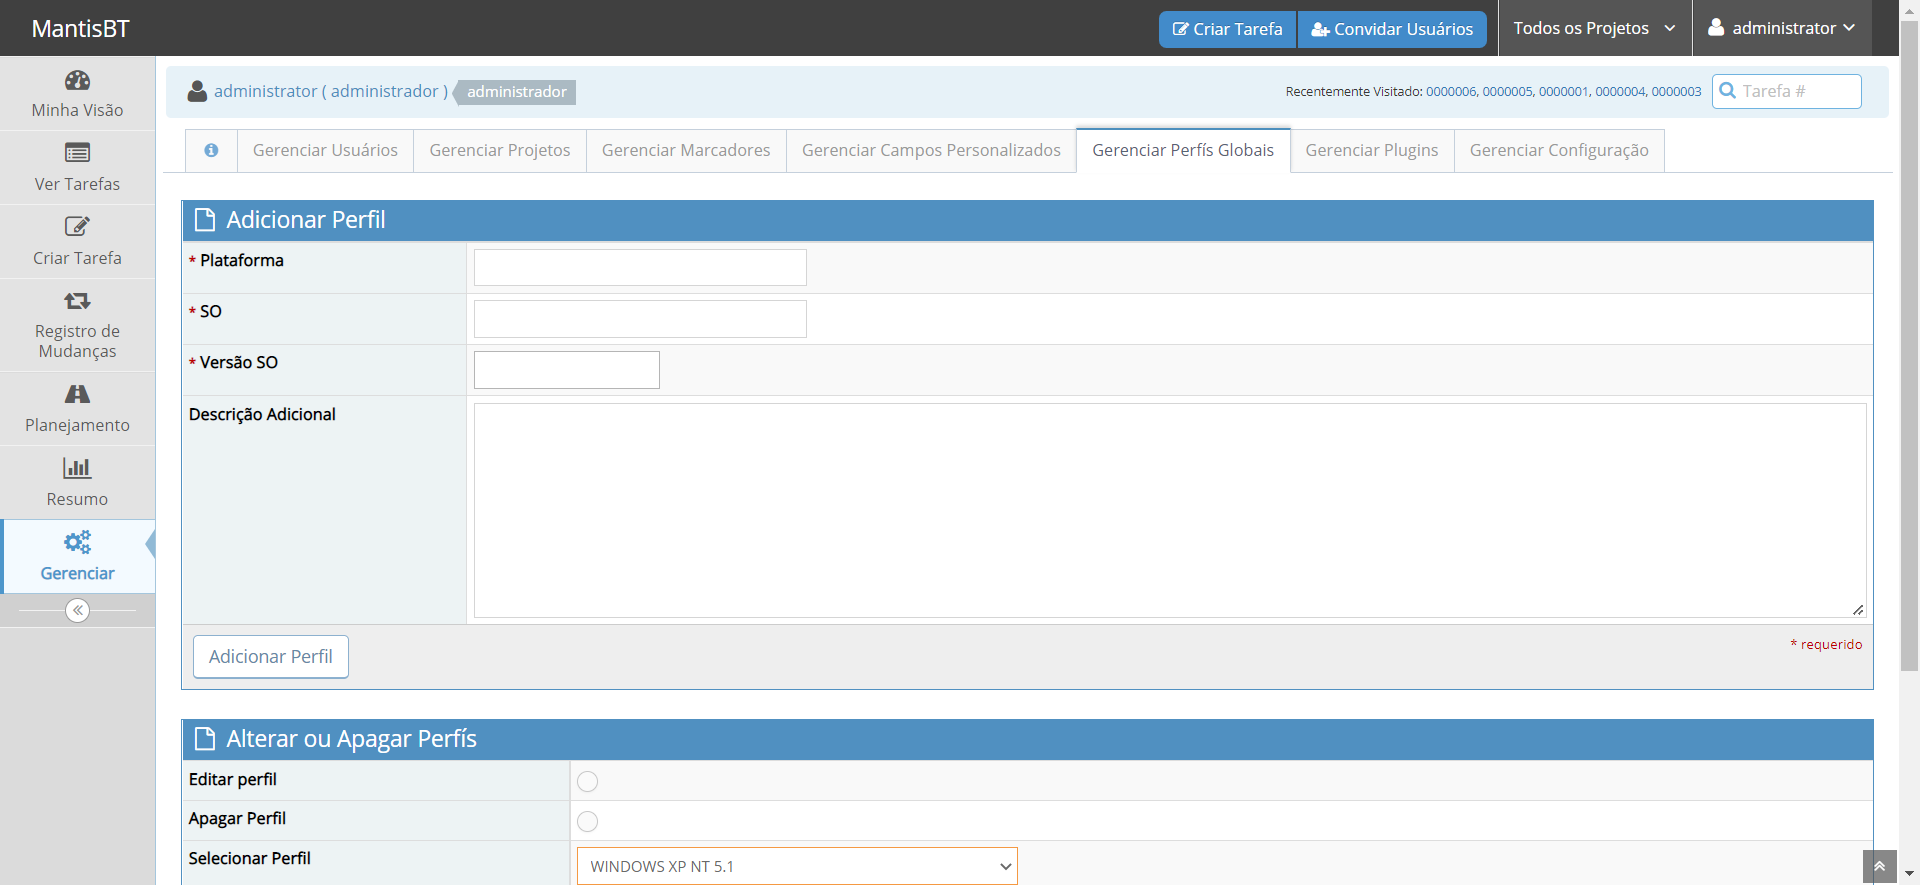 MantisBT
Criar Tarefa
Convidar Usuários
Todos os Projetos
administrator
Minha Visão
Ver Tarefas
Criar Tarefa
Registro de
Mudanças
Planejamento
Resumo
Gerenciar
administrator ( administrador )
administrador
Recentemente Visitado: 0000006, 0000005, 0000001, 0000004, 0000003
Tarefa #
Gerenciar Usuários
Gerenciar Projetos
Gerenciar Marcadores
Gerenciar Campos Personalizados
Gerenciar Perfís Globais
Gerenciar Plugins
Gerenciar Configuração
Adicionar Perfil
* Plataforma
* SO
* Versão SO
Descrição Adicional
Adicionar Perfil
* requerido
Alterar ou Apagar Perfís
Editar perfil
Apagar Perfil
Selecionar Perfil
WINDOWS XP NT 5.1